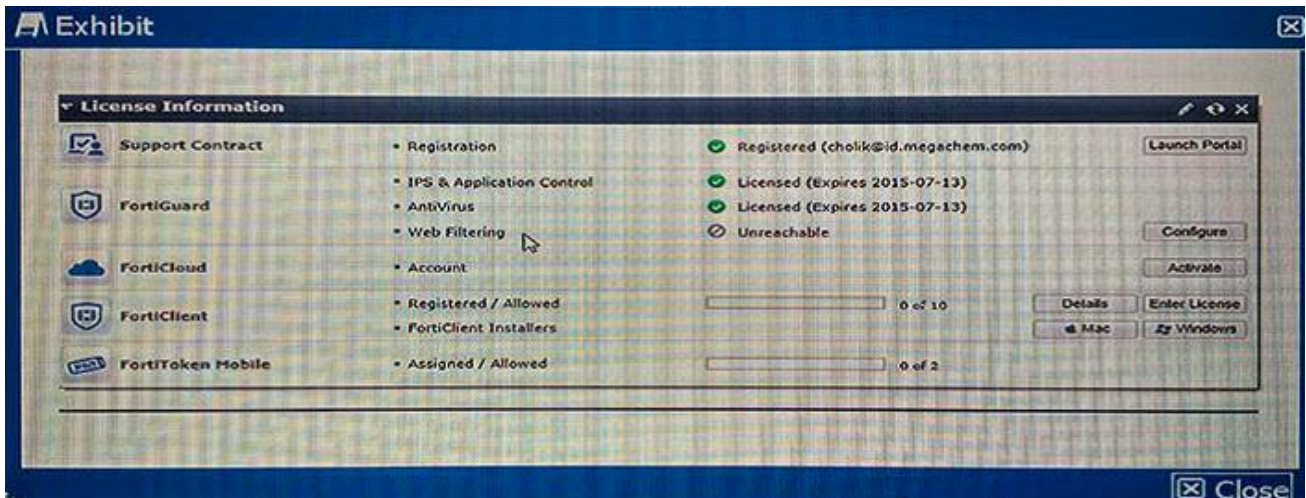 Exhibit
License Information
Support Contract • Registration Registered (cholik@id.megachem.com) Launch Portal
FortiGuard
• IPS & Application Control Licensed (Expires 2015-07-13)
• AntiVirus Licensed (Expires 2015-07-13)
• Web Filtering Unreachable Configure
FortiCloud • Account Activate
FortiClient
• Registered / Allowed 0 of 10 Details Enter License
• FortiClient Installers Mac Windows
FortiToken Mobile • Assigned / Allowed 0 of 2
Close